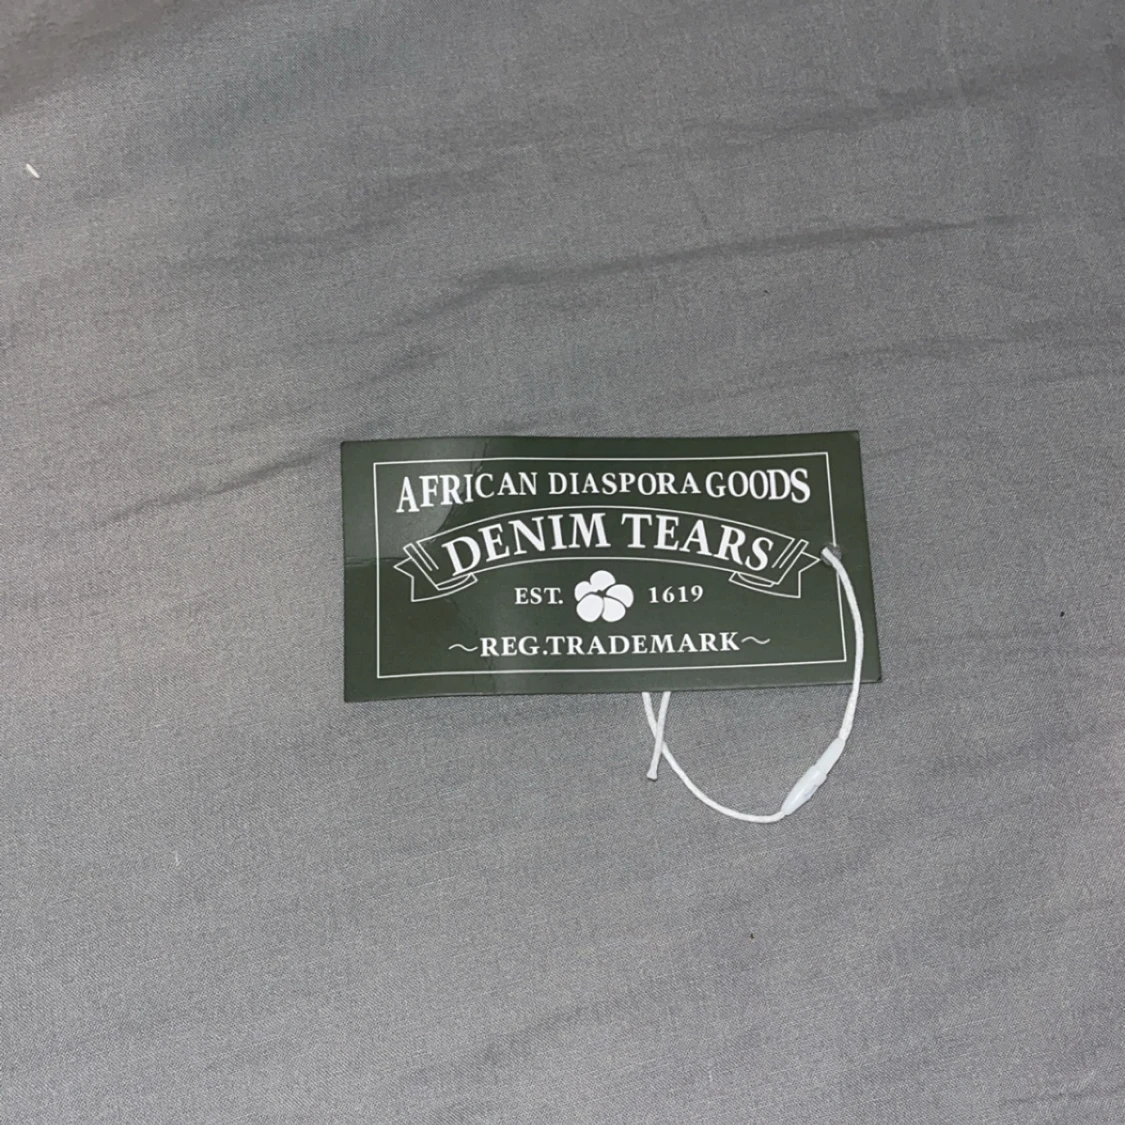 AFRICAN DIASPORA GOODS
DENIM TEARS
EST. 1619
~REG.TRADEMARK~